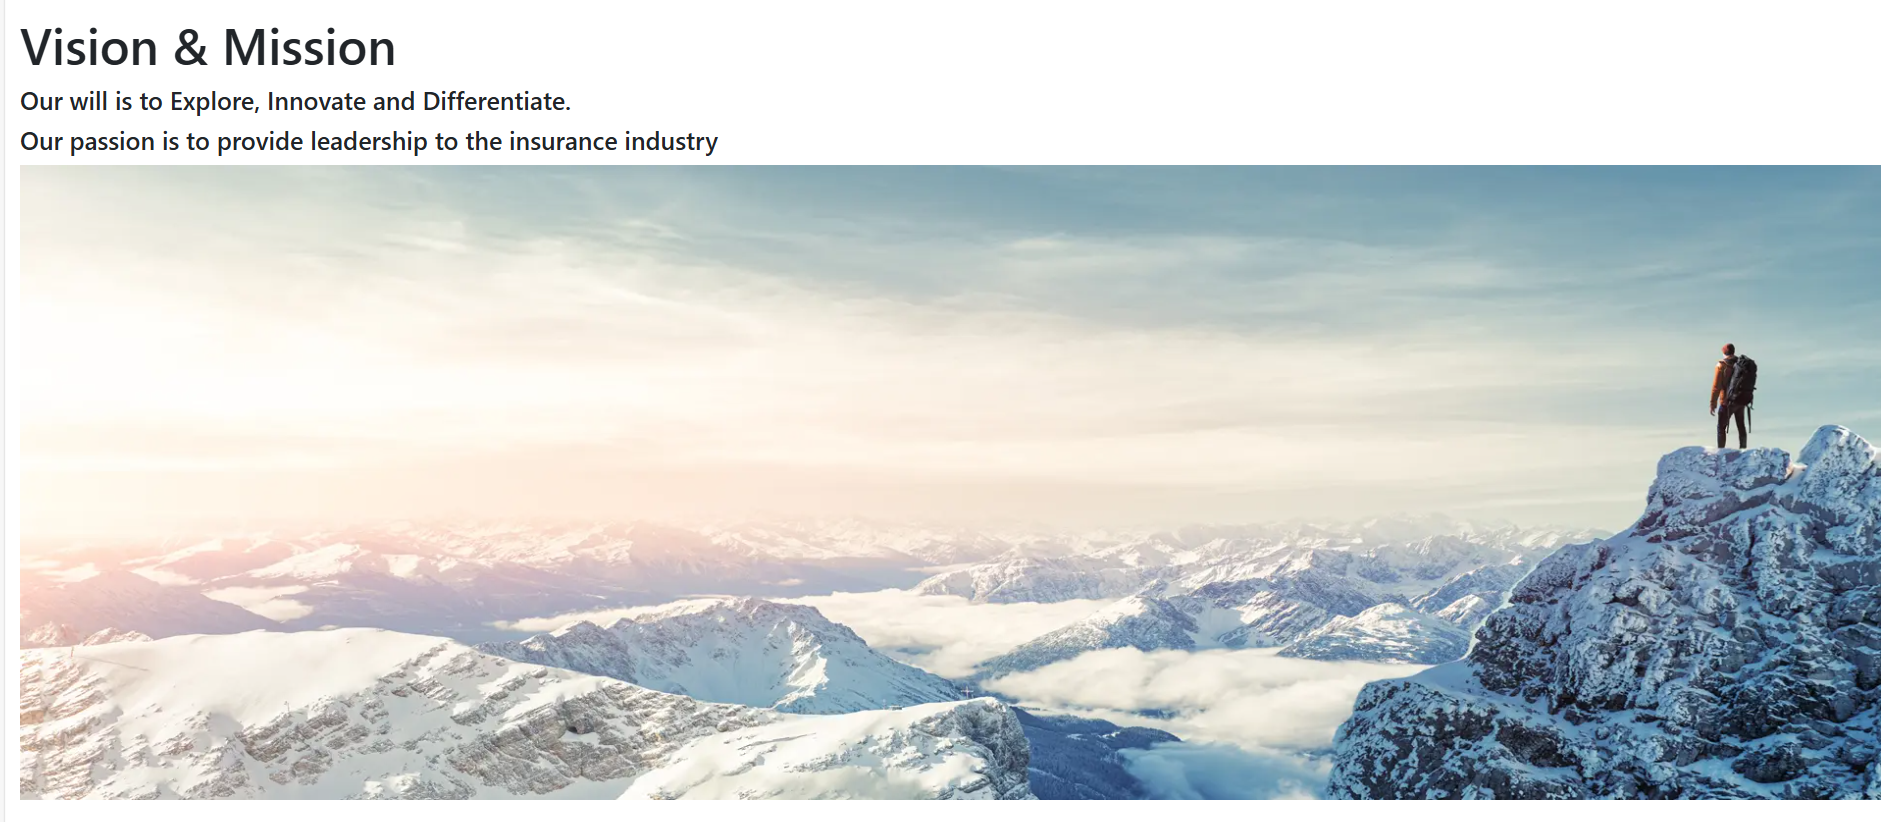 Vision & Mission
Our will is to Explore, Innovate and Differentiate.
Our passion is to provide leadership to the insurance industry